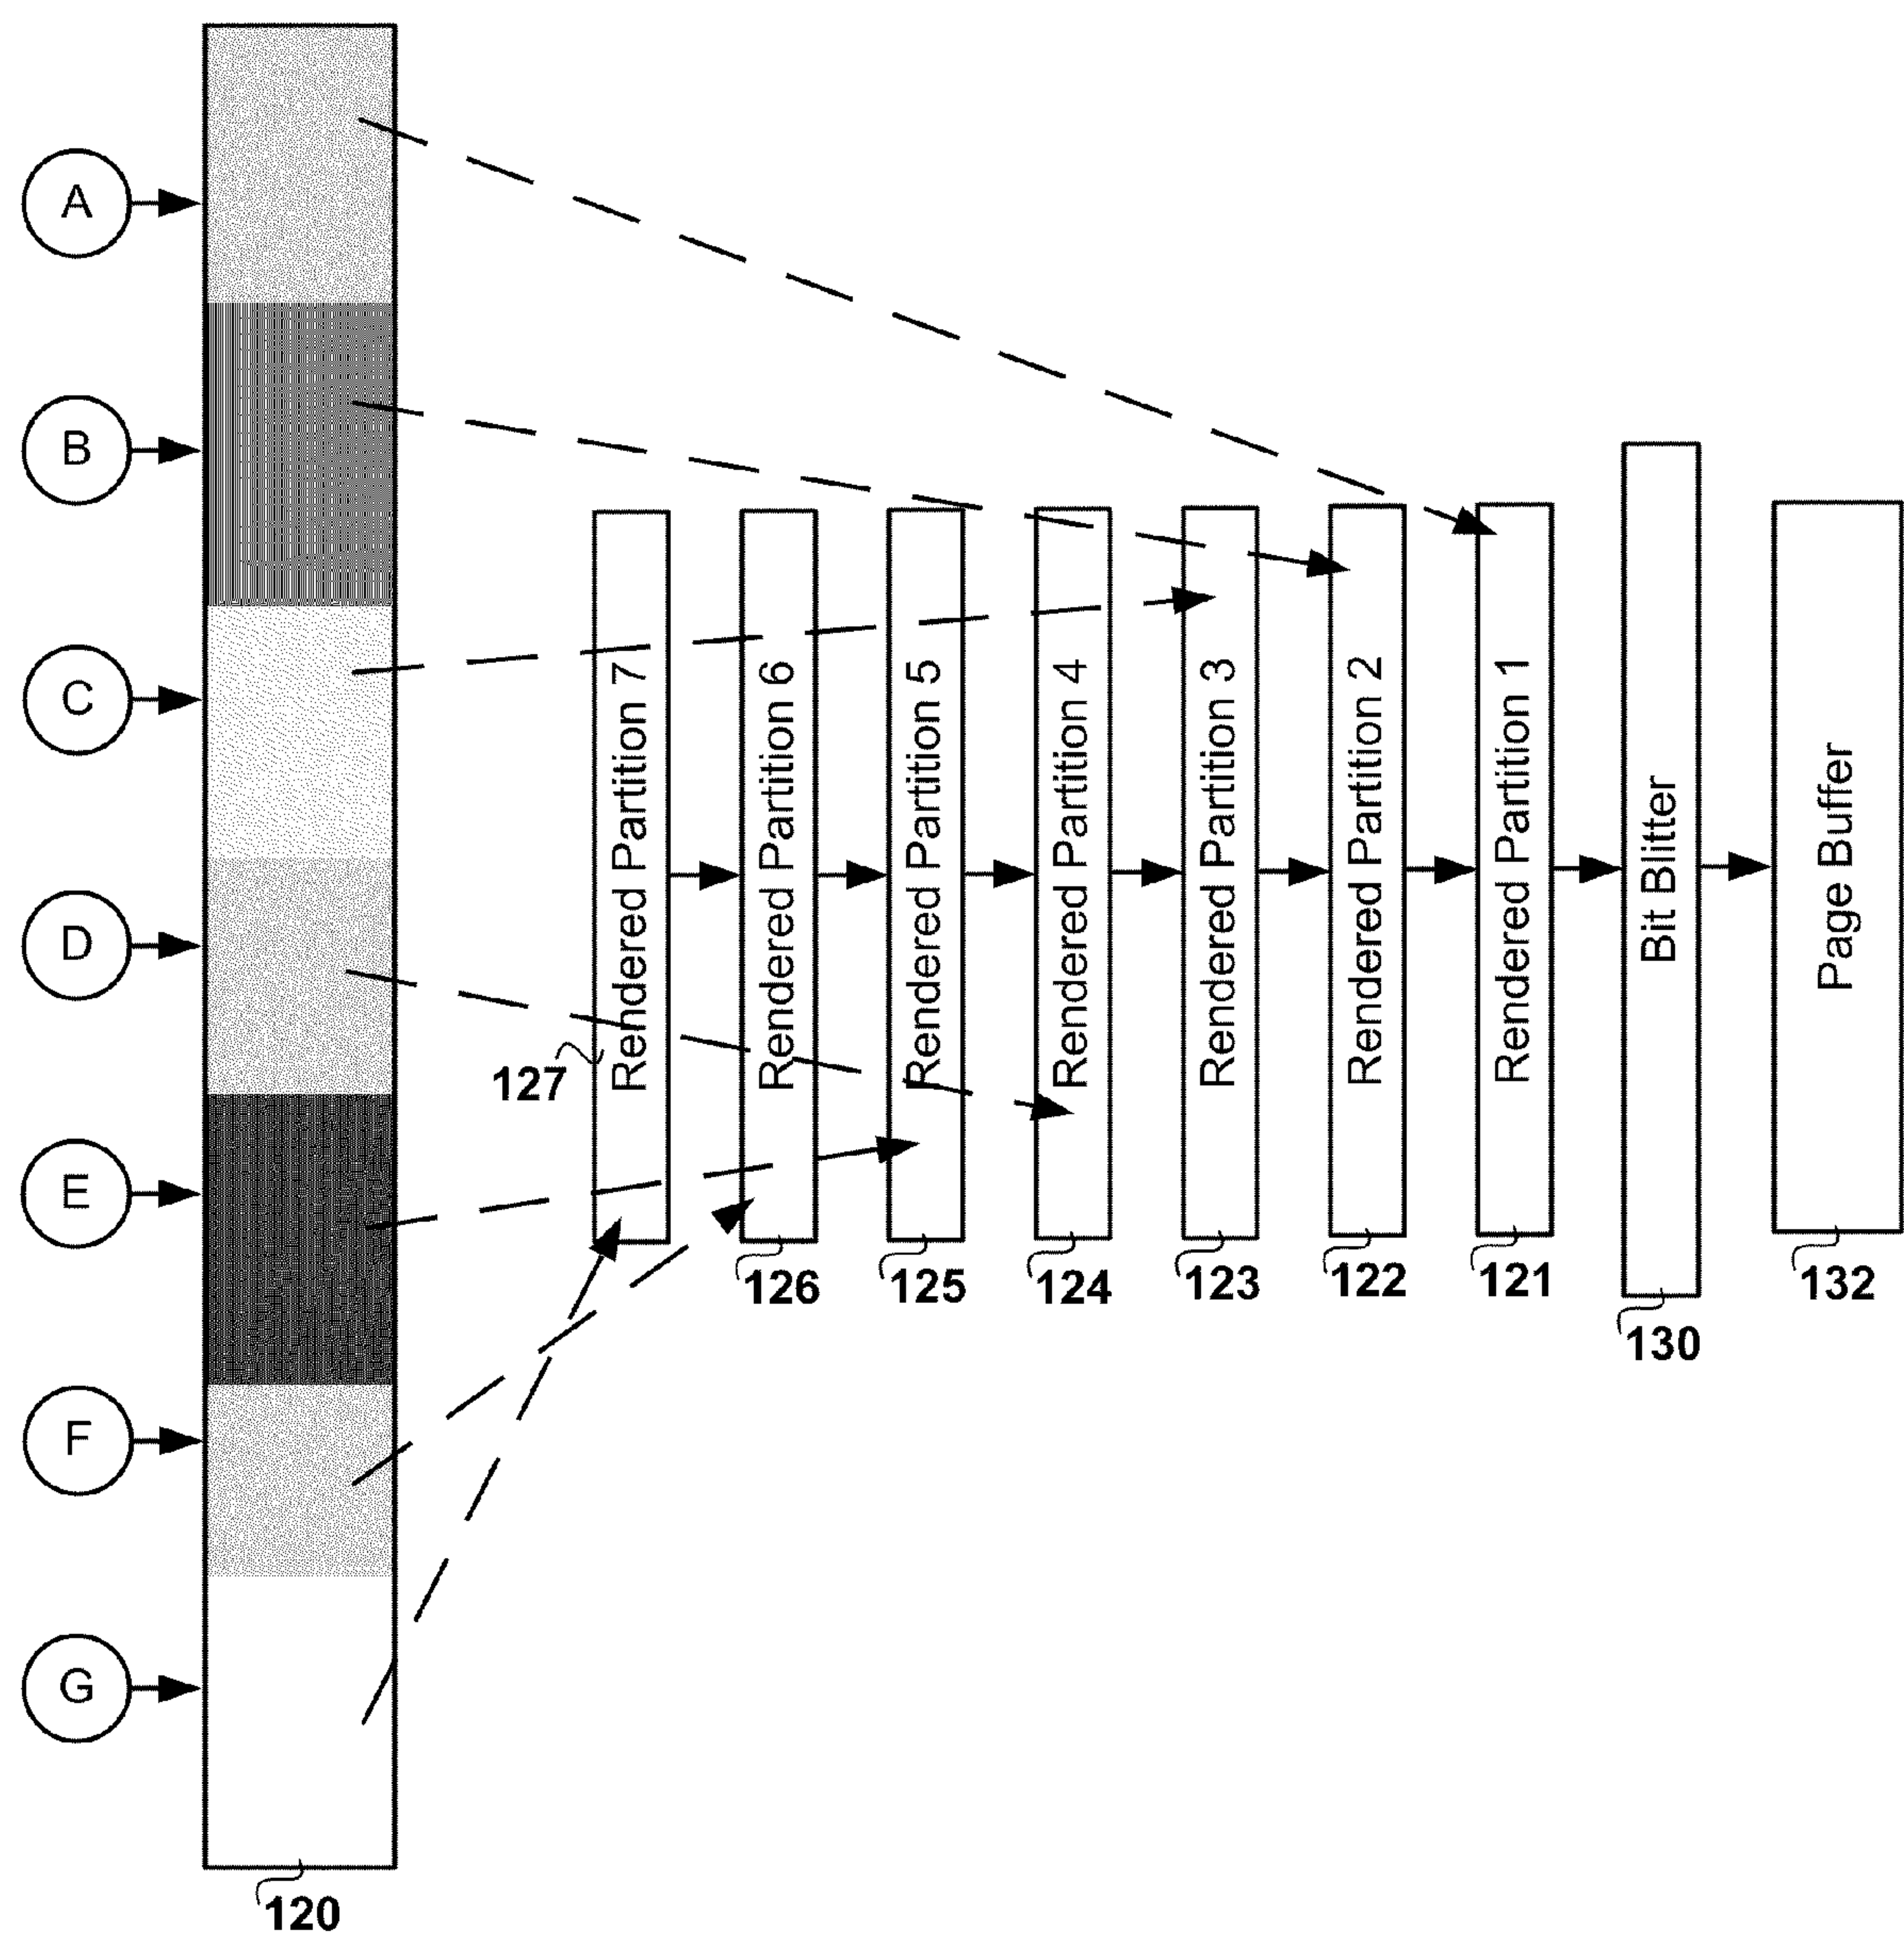 A
B
C
D
E
F
G
120
Rendered Partition 7
127
Rendered Partition 6
126
Rendered Partition 5
125
Rendered Partition 4
124
Rendered Partition 3
123
Rendered Partition 2
122
Rendered Partition 1
121
Bit Blitter
130
Page Buffer
132